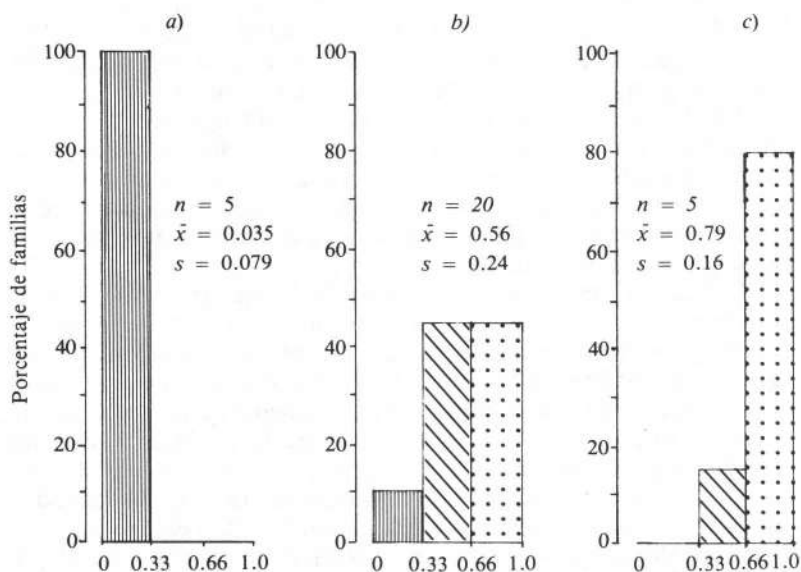 a)
100
80
60
40
20
0
Porcentaje de familias
n = 5
x̄ = 0.035
s = 0.079
0 0.33 0.66 1.0
b)
100
80
60
40
20
0
n = 20
x̄ = 0.56
s = 0.24
0 0.33 0.66 1.0
c)
100
80
60
40
20
0
n = 5
x̄ = 0.79
s = 0.16
0 0.33 0.66 1.0